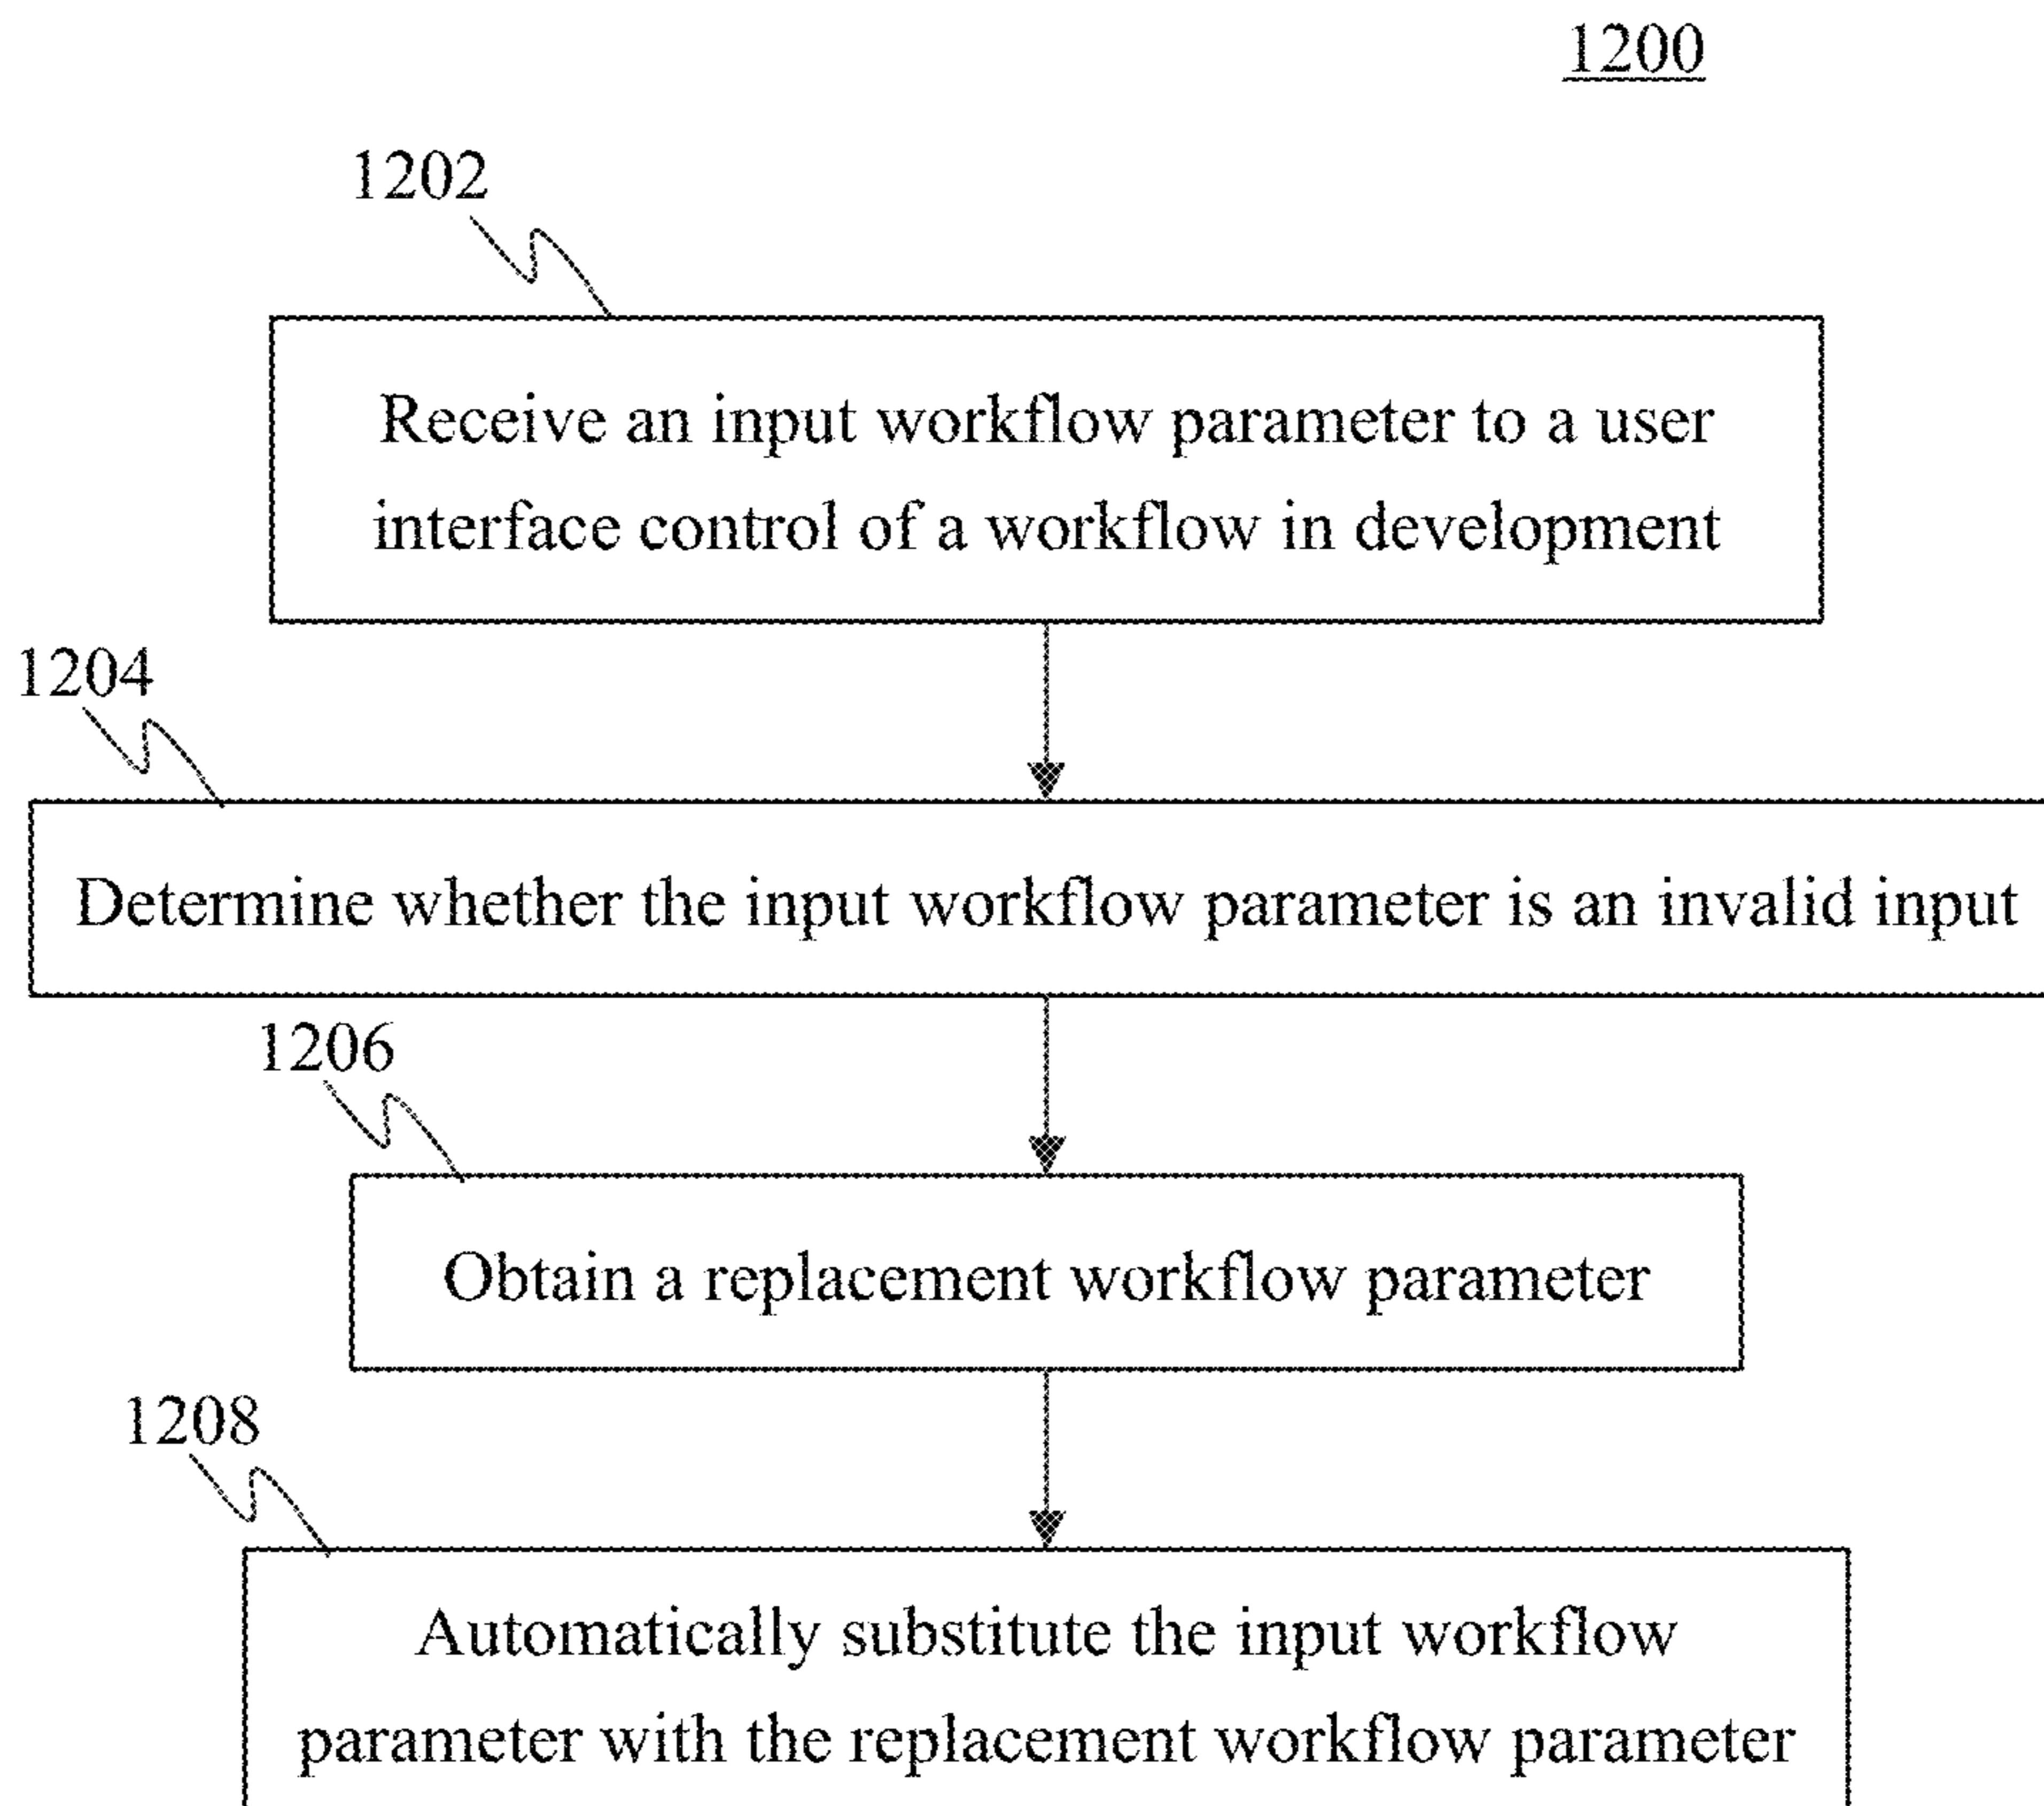 1200
1202
Receive an input workflow parameter to a user
interface control of a workflow in development
1204
Determine whether the input workflow parameter is an invalid input
1206
Obtain a replacement workflow parameter
1208
Automatically substitute the input workflow
parameter with the replacement workflow parameter